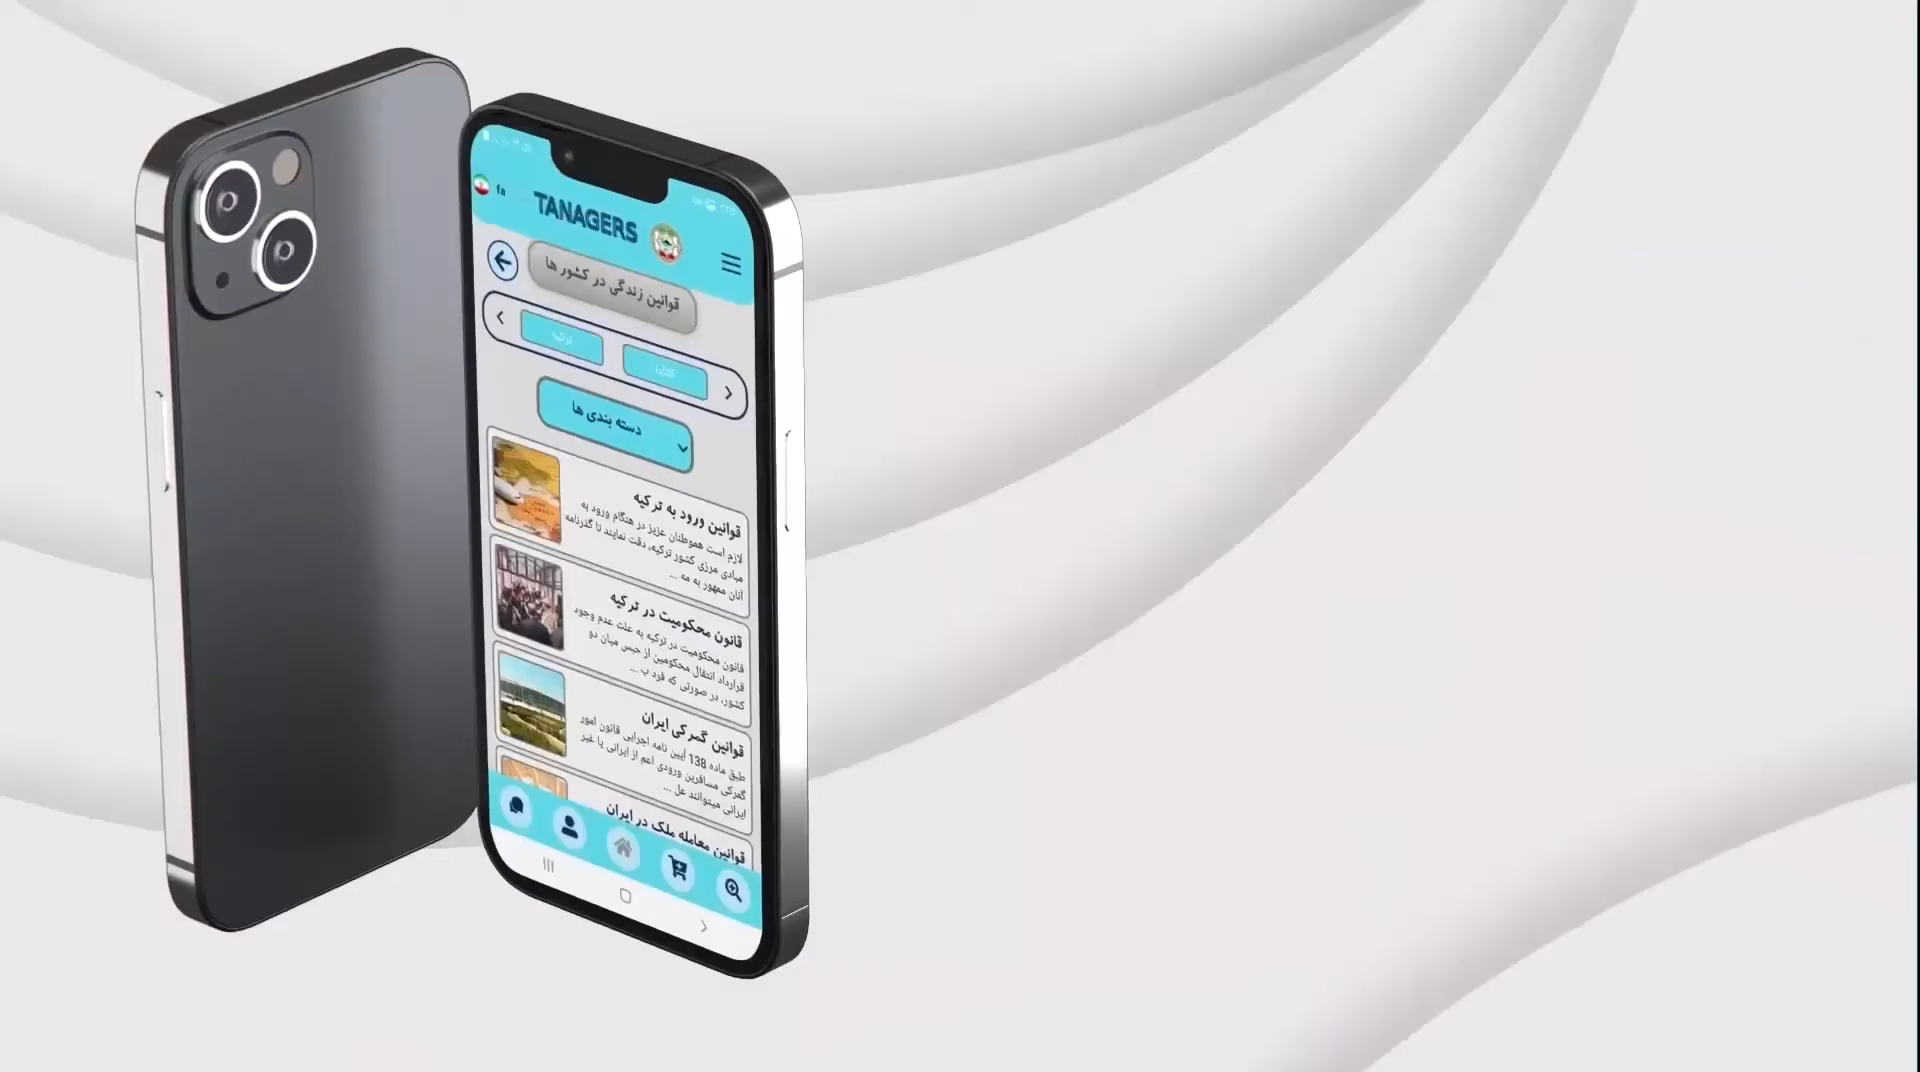 fa
TANAGERS
قوانین زندگی در کشور ها
ترکیه
دسته بندی ها
قوانین ورود به ترکیه
لازم است هموطنان عزیز در هنگام ورود به
مبادی مرزی کشور ترکیه، دقت نمایند تا گذرنامه
آنان ممهور به مه ...
قانون محکومیت در ترکیه
قانون محکومیت در ترکیه به علت عدم وجود
قرارداد انتقال محکومین از حبس میان دو
کشور، در صورتی که فرد ب ...
قوانین گمرکی ایران
طبق ماده 138 آیین نامه اجرایی قانون امور
گمرکی مسافرین ورودی اعم از ایرانی یا غیر
ایرانی میتوانند عل ...
قوانین معامله ملک در ایران